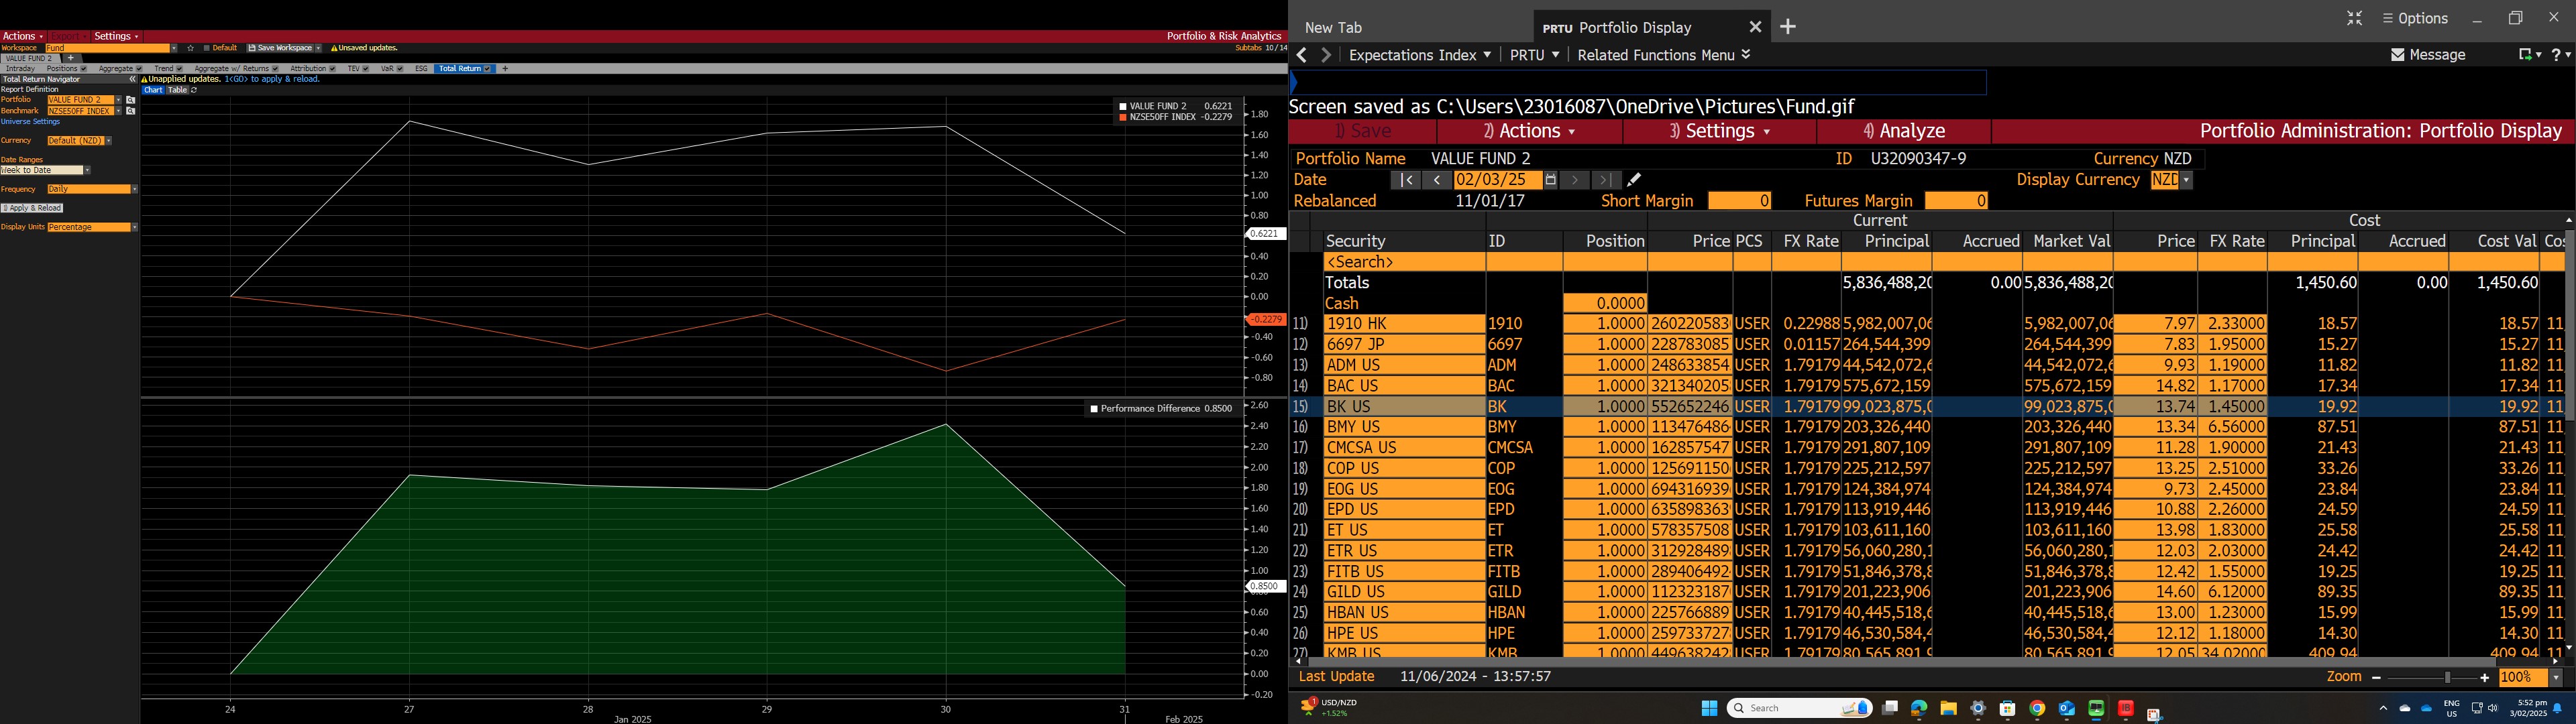 Actions Export Settings Portfolio & Risk Analytics
Workspace Fund Default Save Workspace Unsaved updates. Subtabs 10 / 14
VALUE FUND 2 +
Intraday Positions Aggregate Trend Aggregate w/ Returns Attribution TEV VaR ESG Total Return +
Total Return Navigator « Unapplied updates. 1<GO> to apply & reload.
Report Definition Chart Table
Portfolio VALUE FUND 2
Benchmark NZSE50FF INDEX
Universe Settings
Currency Default (NZD)
Date Ranges
Week to Date
Frequency Daily
1) Apply & Reload
Display Units Percentage
VALUE FUND 2 0.6221
NZSE50FF INDEX -0.2279
1.80
1.60
1.40
1.20
1.00
0.80
0.6221
0.40
0.20
0.00
-0.2279
-0.40
-0.60
-0.80
Performance Difference 0.8500
2.60
2.40
2.20
2.00
1.80
1.60
1.40
1.20
1.00
0.8500
0.60
0.40
0.20
0.00
-0.20
24 27 28 29 30 31
Jan 2025 Feb 2025
New Tab PRTU Portfolio Display × + Options
< > Expectations Index PRTU Related Functions Menu Message ?
Screen saved as C:\Users\23016087\OneDrive\Pictures\Fund.gif
1) Save 2) Actions 3) Settings 4) Analyze Portfolio Administration: Portfolio Display
Portfolio Name VALUE FUND 2 ID U32090347-9 Currency NZD
Date 02/03/25 Display Currency NZD
Rebalanced 11/01/17 Short Margin 0 Futures Margin 0
Current Cost
Security ID Position Price PCS FX Rate Principal Accrued Market Val Price FX Rate Principal Accrued Cost Val Cos
<Search>
Totals 5,836,488,20 0.00 5,836,488,20 1,450.60 0.00 1,450.60
Cash 0.0000
11) 1910 HK 1910 1.0000 260220583 USER 0.22988 5,982,007,06 5,982,007,06 7.97 2.33000 18.57 18.57 11,
12) 6697 JP 6697 1.0000 228783085 USER 0.01157 264,544,399 264,544,399 7.83 1.95000 15.27 15.27 11,
13) ADM US ADM 1.0000 248633854 USER 1.79179 44,542,072,6 44,542,072,6 9.93 1.19000 11.82 11.82 11,
14) BAC US BAC 1.0000 321340205 USER 1.79179 575,672,159 575,672,159 14.82 1.17000 17.34 17.34 11,
15) BK US BK 1.0000 552652246 USER 1.79179 99,023,875,0 99,023,875,0 13.74 1.45000 19.92 19.92 11,
16) BMY US BMY 1.0000 113476486 USER 1.79179 203,326,440 203,326,440 13.34 6.56000 87.51 87.51 11,
17) CMCSA US CMCSA 1.0000 162857547 USER 1.79179 291,807,109 291,807,109 11.28 1.90000 21.43 21.43 11,
18) COP US COP 1.0000 125691150 USER 1.79179 225,212,597 225,212,597 13.25 2.51000 33.26 33.26 11,
19) EOG US EOG 1.0000 694316939 USER 1.79179 124,384,974 124,384,974 9.73 2.45000 23.84 23.84 11,
20) EPD US EPD 1.0000 635898363 USER 1.79179 113,919,446 113,919,446 10.88 2.26000 24.59 24.59 11,
21) ET US ET 1.0000 578357508 USER 1.79179 103,611,160 103,611,160 13.98 1.83000 25.58 25.58 11,
22) ETR US ETR 1.0000 312928489 USER 1.79179 56,060,280,1 56,060,280,1 12.03 2.03000 24.42 24.42 11,
23) FITB US FITB 1.0000 289406492 USER 1.79179 51,846,378,8 51,846,378,8 12.42 1.55000 19.25 19.25 11,
24) GILD US GILD 1.0000 112323187 USER 1.79179 201,223,906 201,223,906 14.60 6.12000 89.35 89.35 11,
25) HBAN US HBAN 1.0000 225766889 USER 1.79179 40,445,518,6 40,445,518,6 13.00 1.23000 15.99 15.99 11,
26) HPE US HPE 1.0000 259733727 USER 1.79179 46,530,584,4 46,530,584,4 12.12 1.18000 14.30 14.30 11,
27) KMB US KMB 1.0000 449638242 USER 1.79179 80,565,891,9 80,565,891,9 12.05 34.02000 409.94 409.94 11,
Last Update 11/06/2024 - 13:57:57 Zoom − + 100%
USD/NZD
+1.52%
Search
ENG
US
5:52 pm
3/02/2025